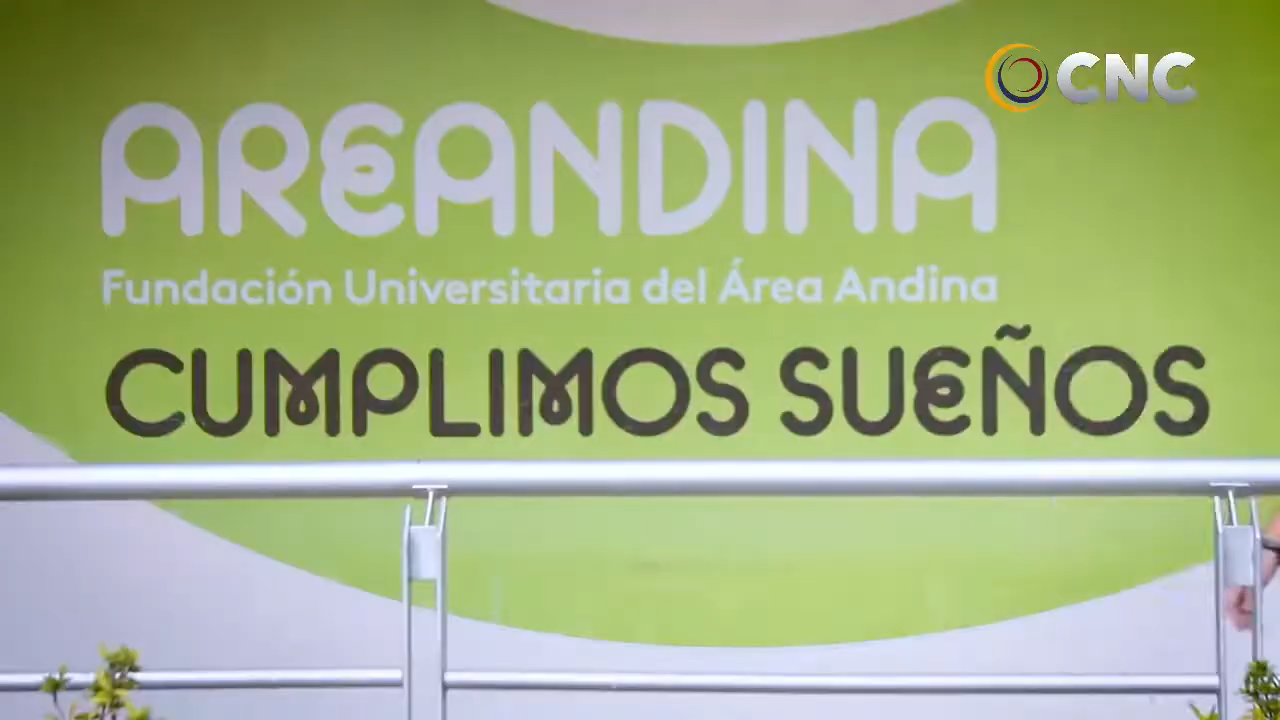 CNC
AREANDINA
Fundación Universitaria del Área Andina
CUMPLIMOS SUEÑOS